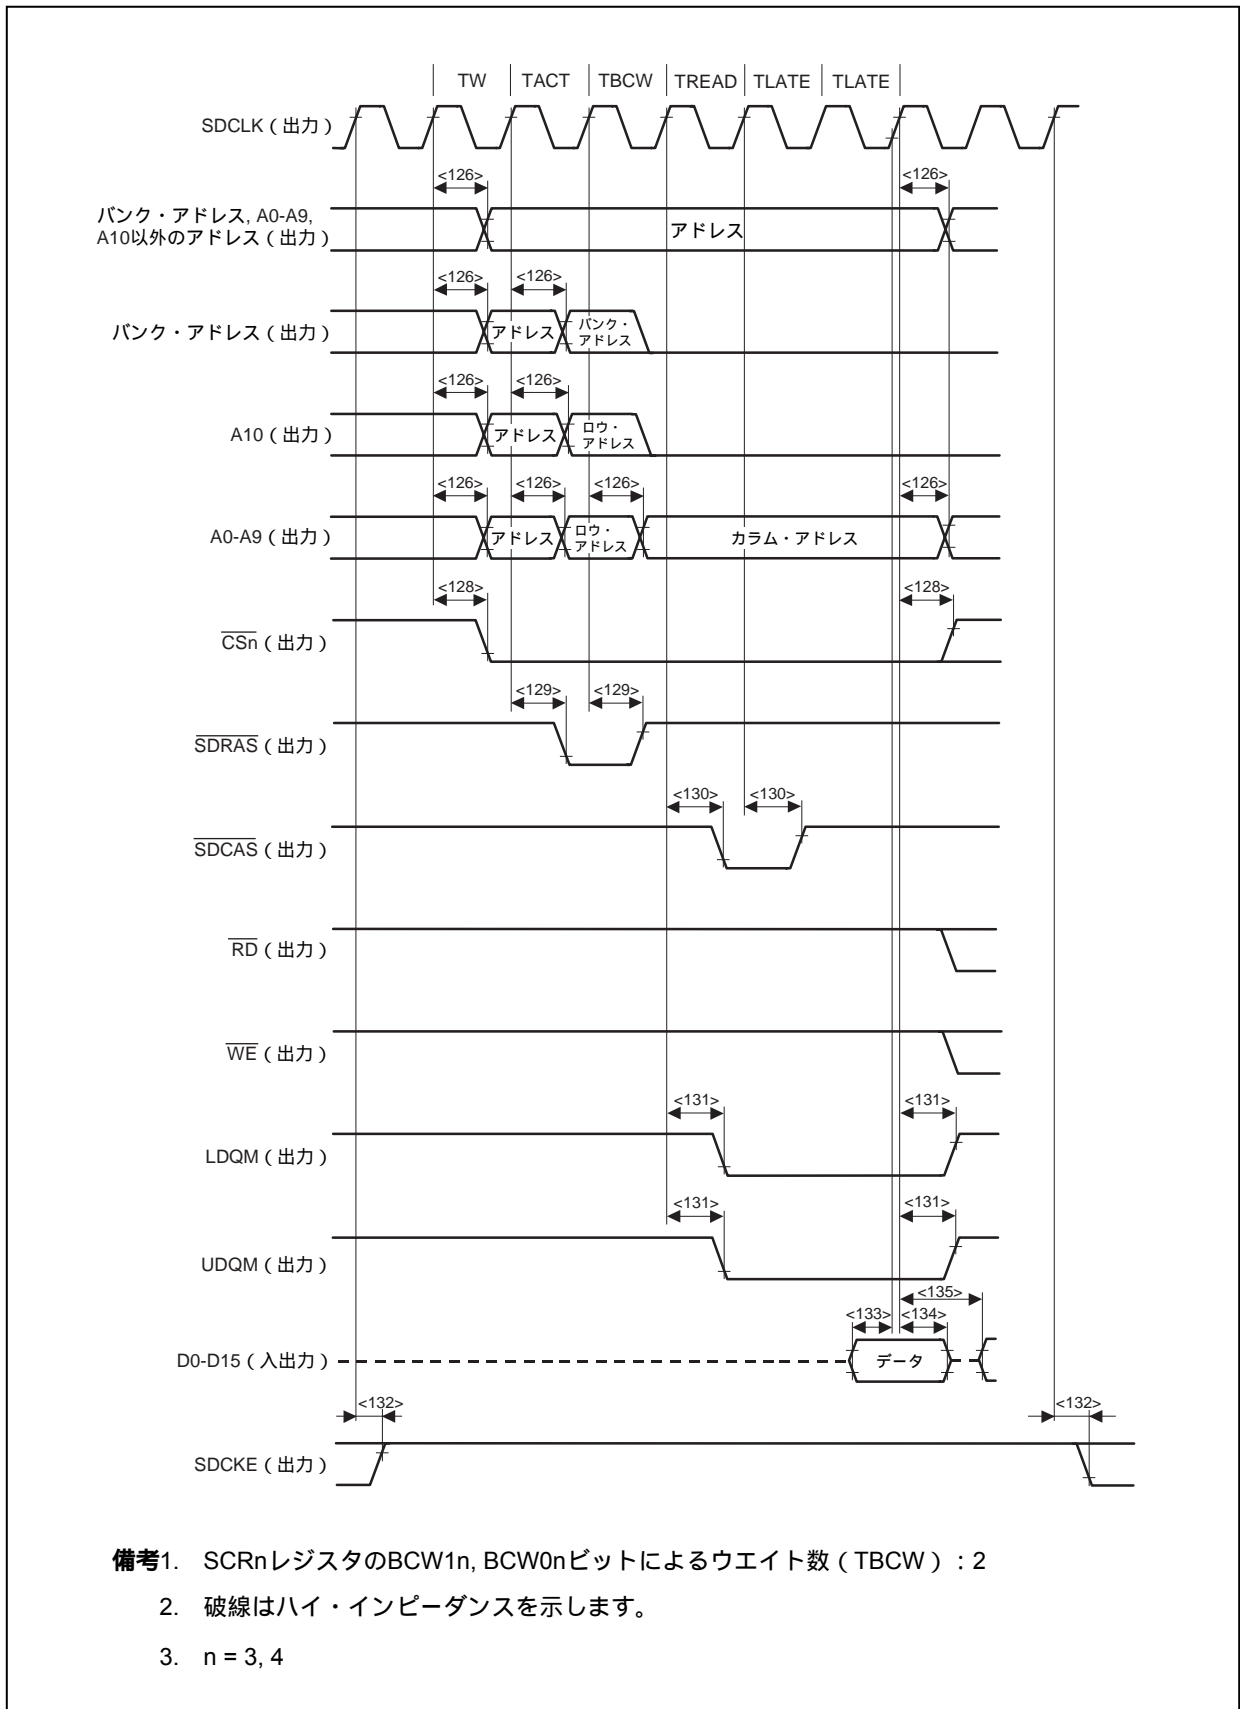 TW TACT TBCW TREAD TLATE TLATE
SDCLK（出力）
<126> <126>
バンク・アドレス, A0-A9,
A10以外のアドレス（出力）
アドレス
<126> <126>
バンク・アドレス（出力）
アドレス
バンク・
アドレス
<126> <126>
A10（出力）
アドレス
ロウ・
アドレス
<126> <126> <126> <126>
A0-A9（出力）
アドレス
ロウ・
アドレス
カラム・アドレス
<128> <128>
CSn（出力）
<129> <129>
SDRAS（出力）
<130> <130>
SDCAS（出力）
RD（出力）
WE（出力）
<131> <131>
LDQM（出力）
<131> <131>
UDQM（出力）
<135>
<133> <134>
D0-D15（入出力）
データ
<132> <132>
SDCKE（出力）
備考1. SCRnレジスタのBCW1n, BCW0nビットによるウエイト数（TBCW）: 2
2. 破線はハイ・インピーダンスを示します。
3. n = 3, 4